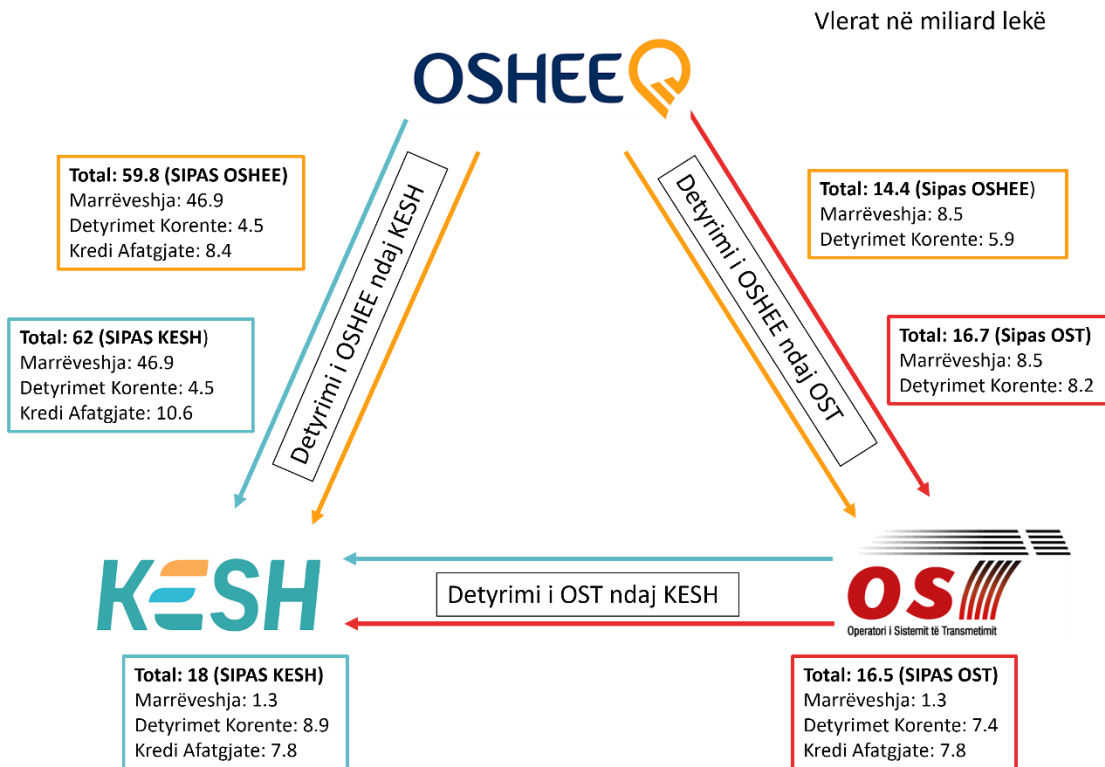 Vlerat në miliard lekë
OSHEE
Total: 59.8 (SIPAS OSHEE)
Marrëveshja: 46.9
Detyrimet Korente: 4.5
Kredi Afatgjate: 8.4
Detyrimi i OSHEE ndaj KESH
Detyrimi i OSHEE ndaj OST
Total: 14.4 (Sipas OSHEE)
Marrëveshja: 8.5
Detyrimet Korente: 5.9
Total: 62 (SIPAS KESH)
Marrëveshja: 46.9
Detyrimet Korente: 4.5
Kredi Afatgjate: 10.6
Total: 16.7 (Sipas OST)
Marrëveshja: 8.5
Detyrimet Korente: 8.2
KESH
Detyrimi i OST ndaj KESH
OST
Operatori i Sistemit të Transmetimit
Total: 18 (SIPAS KESH)
Marrëveshja: 1.3
Detyrimet Korente: 8.9
Kredi Afatgjate: 7.8
Total: 16.5 (SIPAS OST)
Marrëveshja: 1.3
Detyrimet Korente: 7.4
Kredi Afatgjate: 7.8